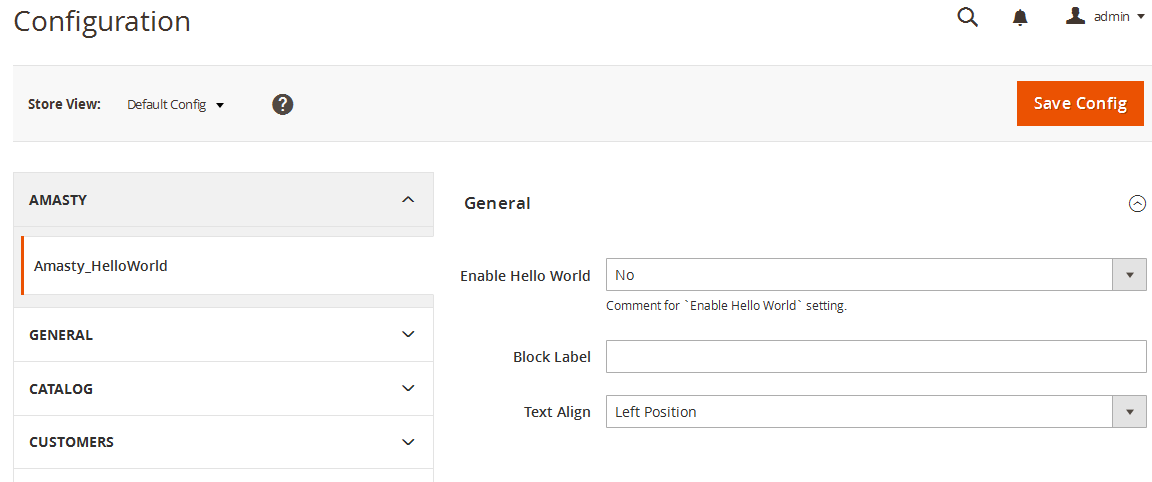 Configuration
admin
Store View: Default Config ?
Save Config
AMASTY
Amasty_HelloWorld
GENERAL
CATALOG
CUSTOMERS
General
Enable Hello World No
Comment for `Enable Hello World` setting.
Block Label
Text Align Left Position